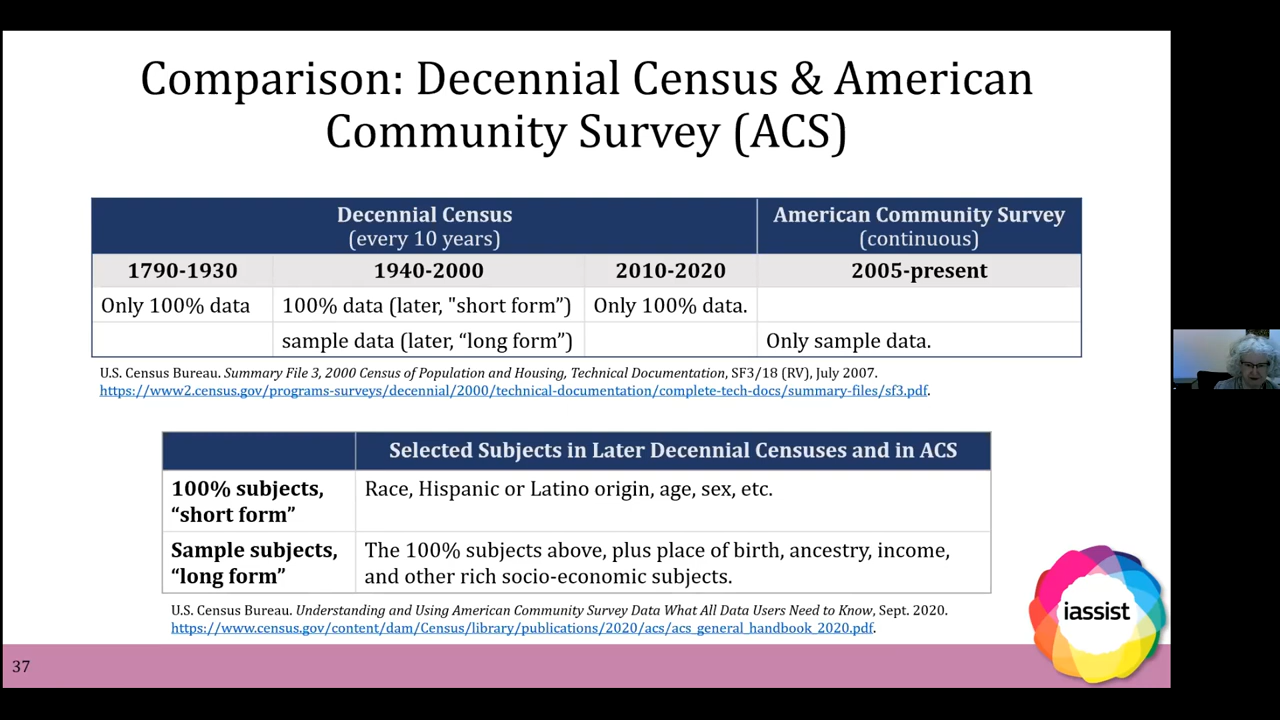 Comparison: Decennial Census & American
Community Survey (ACS)
Decennial Census
(every 10 years)
American Community Survey
(continuous)
1790-1930
1940-2000
2010-2020
2005-present
Only 100% data
100% data (later, "short form”)
Only 100% data.
sample data (later, “long form”)
Only sample data.
U.S. Census Bureau. Summary File 3, 2000 Census of Population and Housing, Technical Documentation, SF3/18 (RV), July 2007.
https://www2.census.gov/programs-surveys/decennial/2000/technical-documentation/complete-tech-docs/summary-files/sf3.pdf.
Selected Subjects in Later Decennial Censuses and in ACS
100% subjects,
“short form”
Race, Hispanic or Latino origin, age, sex, etc.
Sample subjects,
“long form”
The 100% subjects above, plus place of birth, ancestry, income,
and other rich socio-economic subjects.
U.S. Census Bureau. Understanding and Using American Community Survey Data What All Data Users Need to Know, Sept. 2020.
https://www.census.gov/content/dam/Census/library/publications/2020/acs/acs_general_handbook_2020.pdf.
iassist
37